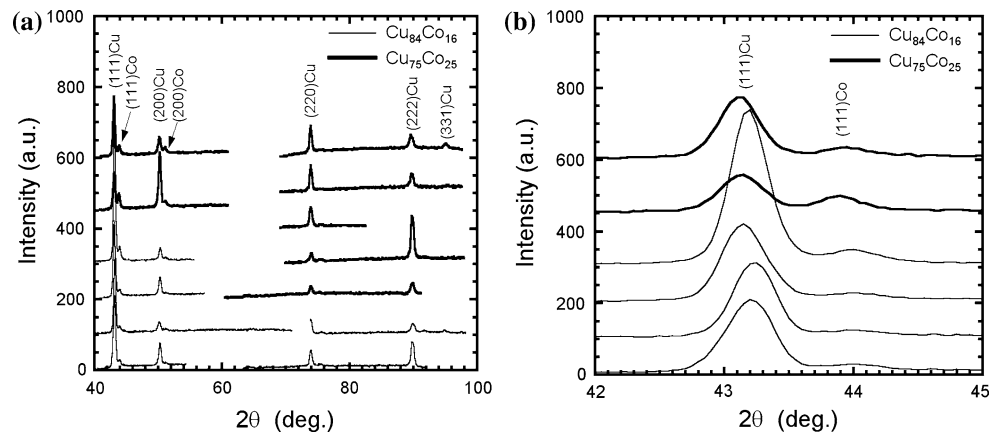 (a)
1000
800
600
400
200
0
Intensity (a.u.)
40
60
80
100
2θ (deg.)
(111)Cu
(111)Co
(200)Cu
(200)Co
(220)Cu
(222)Cu
(331)Cu
Cu84Co16
Cu75Co25
(b)
1000
800
600
400
200
0
Intensity (a.u.)
42
43
44
45
2θ (deg.)
(111)Cu
(111)Co
Cu84Co16
Cu75Co25